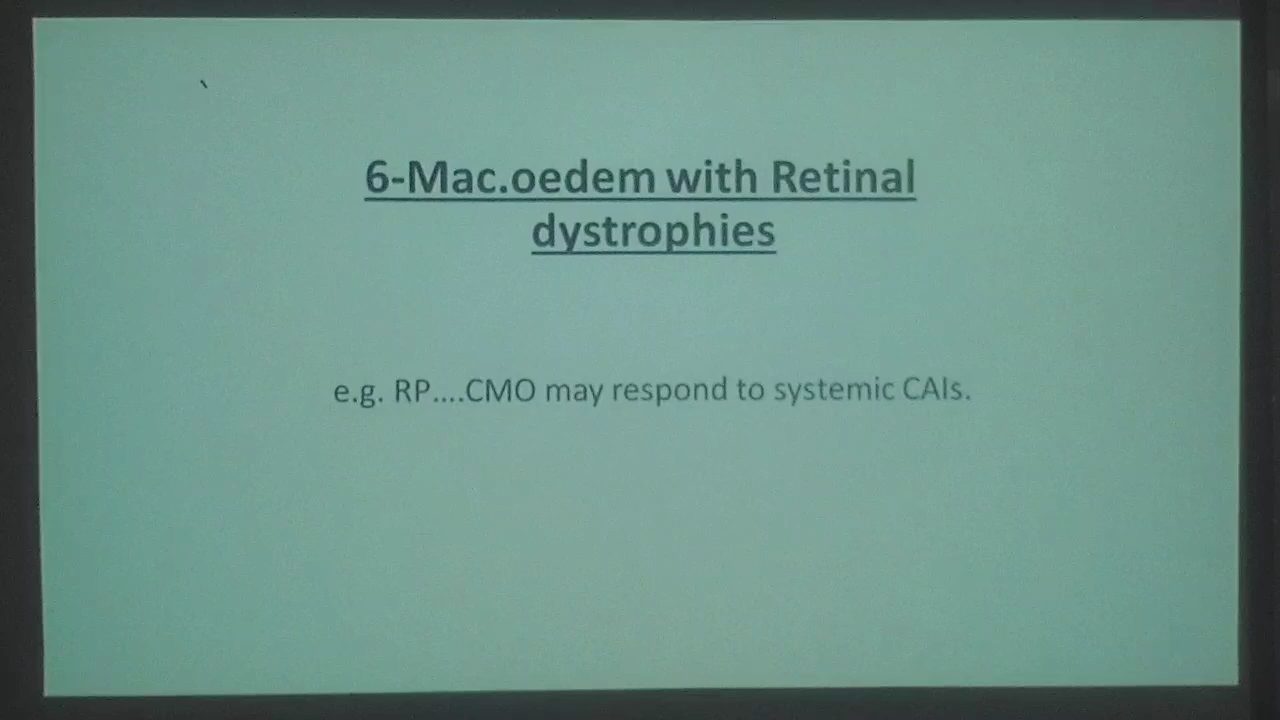 6-Mac.oedem with Retinal
dystrophies
e.g. RP....CMO may respond to systemic CAIs.